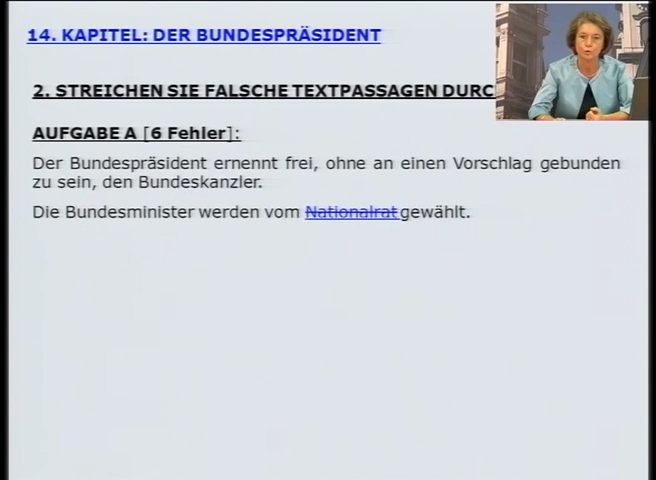 14. KAPITEL: DER BUNDESPRÄSIDENT
2. STREICHEN SIE FALSCHE TEXTPASSAGEN DURC
AUFGABE A [6 Fehler]:
Der Bundespräsident ernennt frei, ohne an einen Vorschlag gebunden
zu sein, den Bundeskanzler.
Die Bundesminister werden vom Nationalrat gewählt.